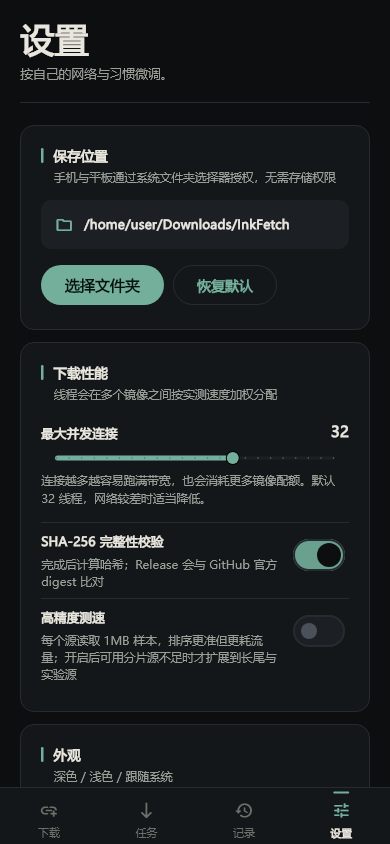 设置
按自己的网络与习惯微调。
保存位置
手机与平板通过系统文件夹选择器授权，无需存储权限
/home/user/Downloads/InkFetch
选择文件夹
恢复默认
下载性能
线程会在多个镜像之间按实测速度加权分配
最大并发连接
32
连接越多越容易跑满带宽，也会消耗更多镜像配额。默认
32 线程，网络较差时适当降低。
SHA-256 完整性校验
完成后计算哈希；Release 会与 GitHub 官方
digest 比对
高精度测速
每个源读取 1MB 样本，排序更准但更耗流
量；开启后可用分片源不足时才扩展到长尾与
实验源
外观
深色 / 浅色 / 跟随系统
下载
任务
记录
设置